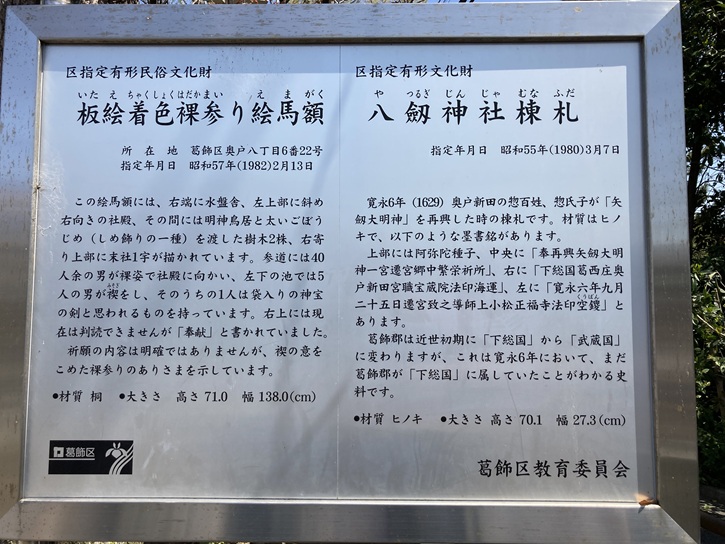 区指定有形民俗文化財
いたえちゃくしょくはだかまい えまがく
板絵着色裸参り絵馬額
所在地 葛飾区奥戸八丁目6番22号
指定年月日 昭和57年(1982)2月13日
この絵馬額には、右端に水盤舎、左上部に斜め
右向きの社殿、その間には明神鳥居と太いごぼう
じめ(しめ飾りの一種)を渡した樹木2株、右寄
り上部に末社1宇が描かれています。参道には40
人余の男が裸姿で社殿に向かい、左下の池では5
人の男が禊をし、そのうちの1人は袋入りの神宝
みそぎ
の剣と思われるものを持っています。右上には現
在は判読できませんが「奉献」と書かれていました。
祈願の内容は明確ではありませんが、禊の意を
こめた裸参りのありさまを示しています。
●材質 桐 ●大きさ 高さ71.0 幅138.0(cm)
葛飾区
区指定有形文化財
や つるぎ じん じゃ むな ふだ
八劔神社棟札
指定年月日 昭和55年(1980)3月7日
寛永6年(1629)奥戸新田の惣百姓、惣氏子が「矢
剱大明神」を再興した時の棟札です。材質はヒノ
キで、以下のような墨書銘があります。
上部には阿弥陀種子、中央に「奉再興矢剱大明
神一宮遷宮郷中繁栄祈所」、右に「下総国葛西庄奥
戸新田宮職宝蔵院法印海運」、左に「寛永六年九月
二十五日遷宮致之導師上小松正福寺法印空鑁」と
くうばん
あります。
葛飾郡は近世初期に「下総国」から「武蔵国」
に変わりますが、これは寛永6年において、まだ
葛飾郡が「下総国」に属していたことがわかる史
料です。
●材質 ヒノキ ●大きさ 高さ70.1 幅27.3(cm)
葛飾区教育委員会